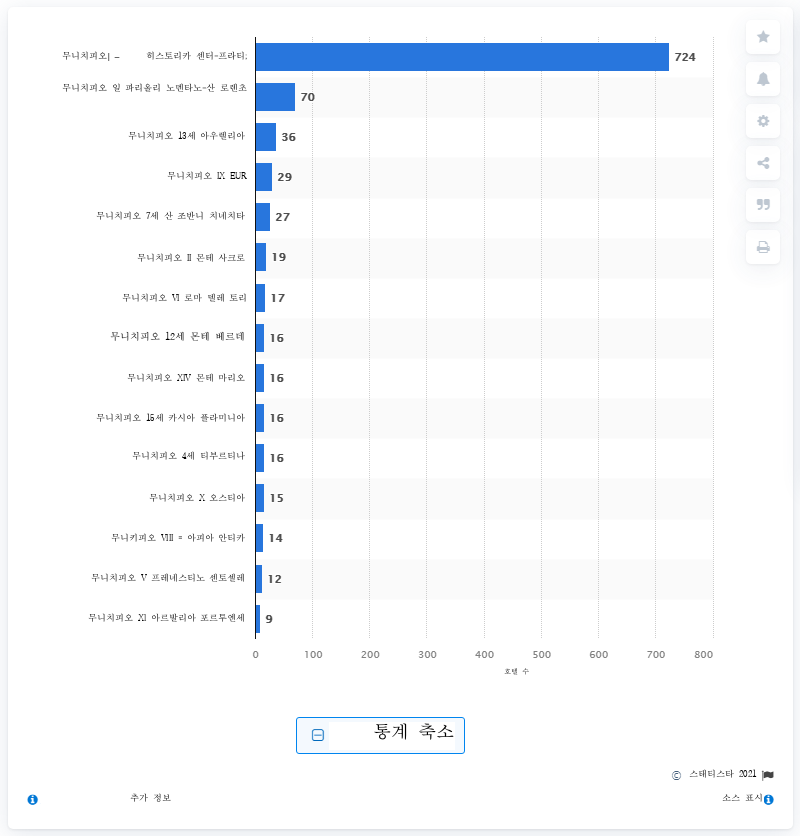 무니치피오| – 히스토리카 센터-프라티;
724
무니치피오 일 파리올리 노멘타노-산 로렌초
70
무니치피오 13세 아우렐리아
36
무니치피오 IX EUR
29
무니치피오 7세 산 조반니 치네치타
27
무니치피오 II 몬테 사크로
19
무니치피오 VI 로마 델레 토리
17
무니치피오 12세 몬테 베르데
16
무니치피오 XIV 몬테 마리오
16
무니치피오 15세 카시아 플라미니아
16
무니치피오 4세 티부르티나
16
무니치피오 X 오스티아
15
무니키피오 VIII = 아피아 안티카
14
무니치피오 V 프레네스티노 센토셀레
12
무니치피오 XI 아르발리아 포르투엔세
9
0 100 200 300 400 500 600 700 800
호텔 수
통계 축소
© 스태티스타 2021
추가 정보
소스 표시